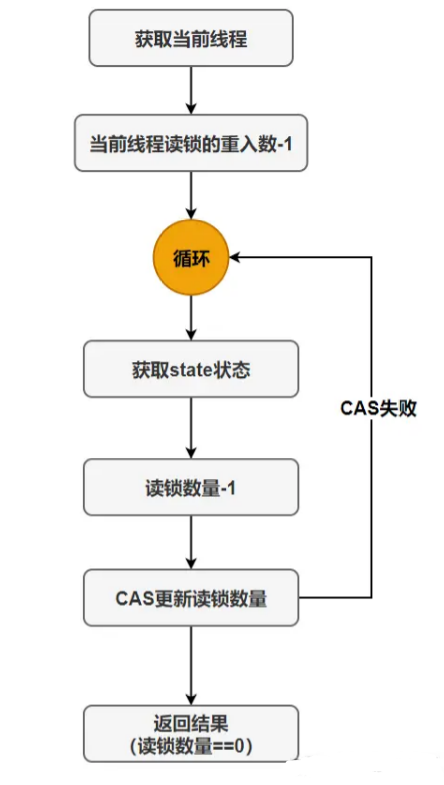 获取当前线程
当前线程读锁的重入数-1
循环
获取state状态
CAS失败
读锁数量-1
CAS更新读锁数量
返回结果
（读锁数量==0）